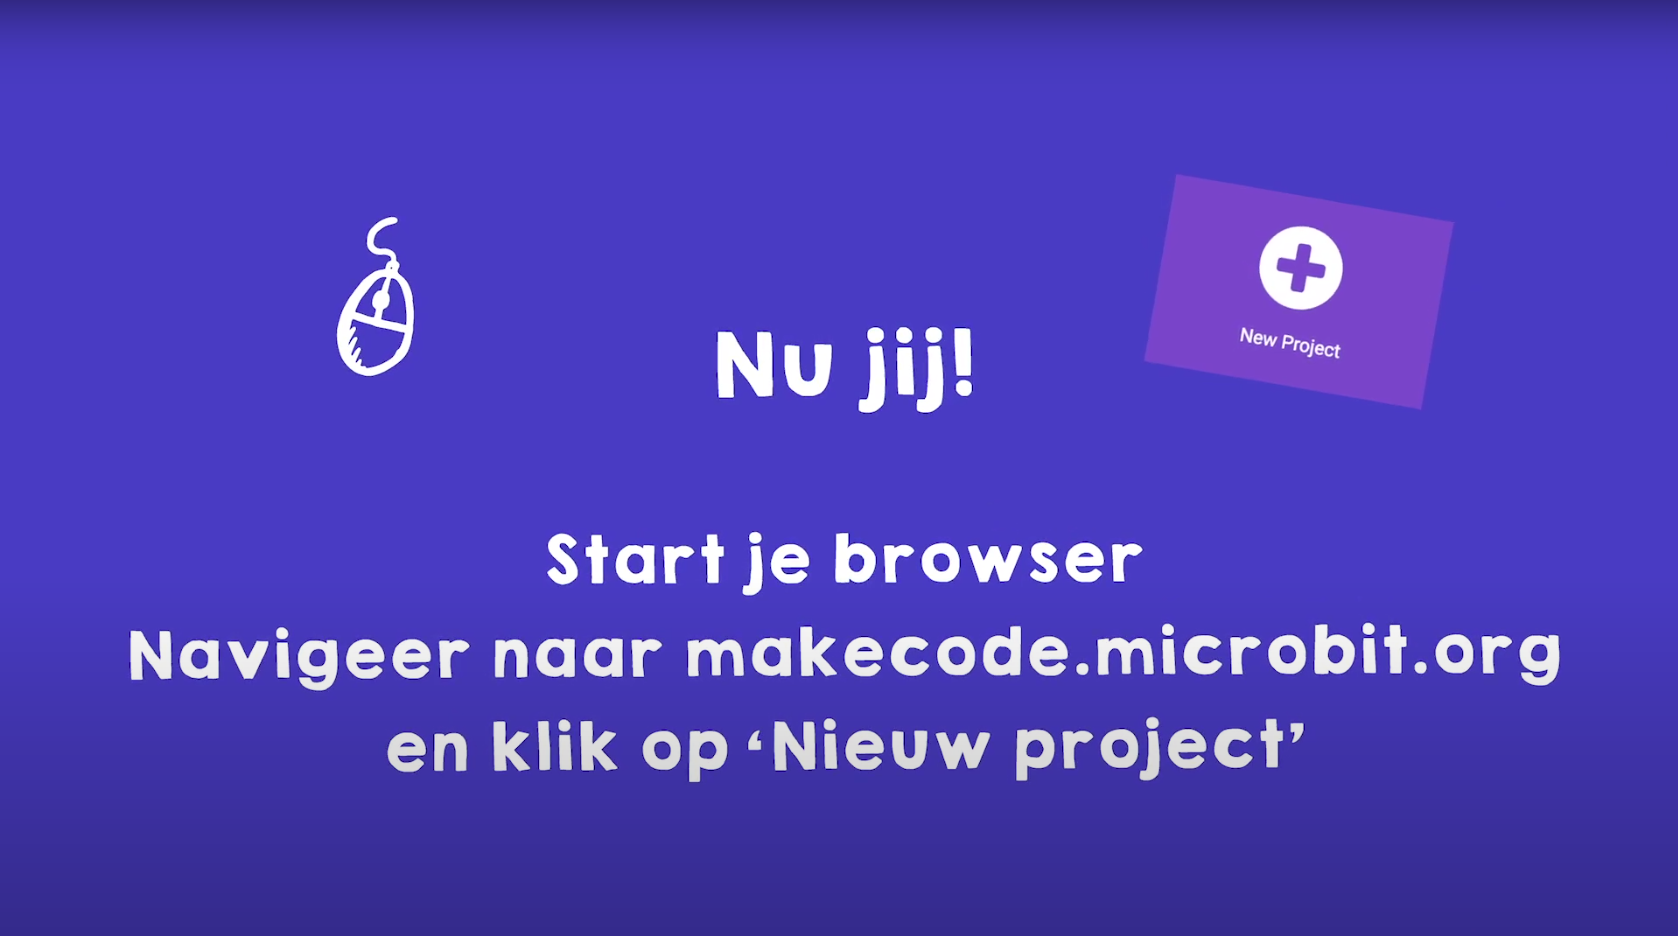 New Project
Nu jij!
Start je browser
Navigeer naar makecode.microbit.org
en klik op ‘Nieuw project’